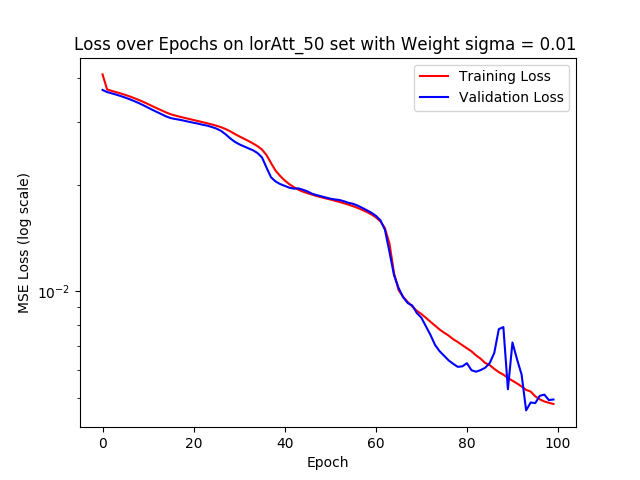 Loss over Epochs on lorAtt_50 set with Weight sigma = 0.01
Training Loss
Validation Loss
MSE Loss (log scale)
10⁻²
0 20 40 60 80 100
Epoch